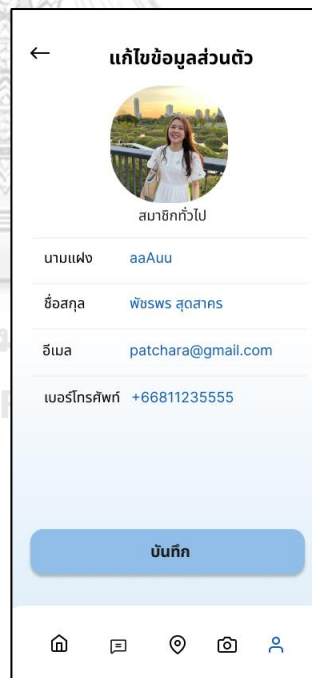 แก้ไขข้อมูลส่วนตัว
สมาชิกทั่วไป
นามแฝง aaAuu
ชื่อสกุล พัชรพร สุดสาคร
อีเมล patchara@gmail.com
เบอร์โทรศัพท์ +66811235555
บันทึก